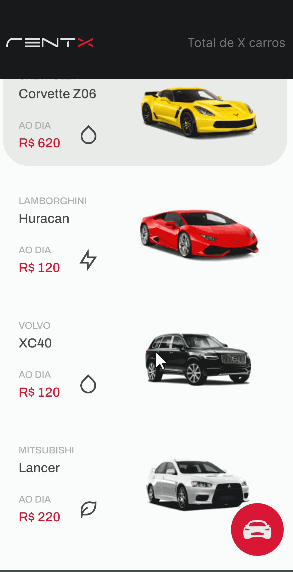 RENTX
Total de X carros
Corvette Z06
AO DIA
R$ 620
LAMBORGHINI
Huracan
AO DIA
R$ 120
VOLVO
XC40
AO DIA
R$ 120
MITSUBISHI
Lancer
AO DIA
R$ 220